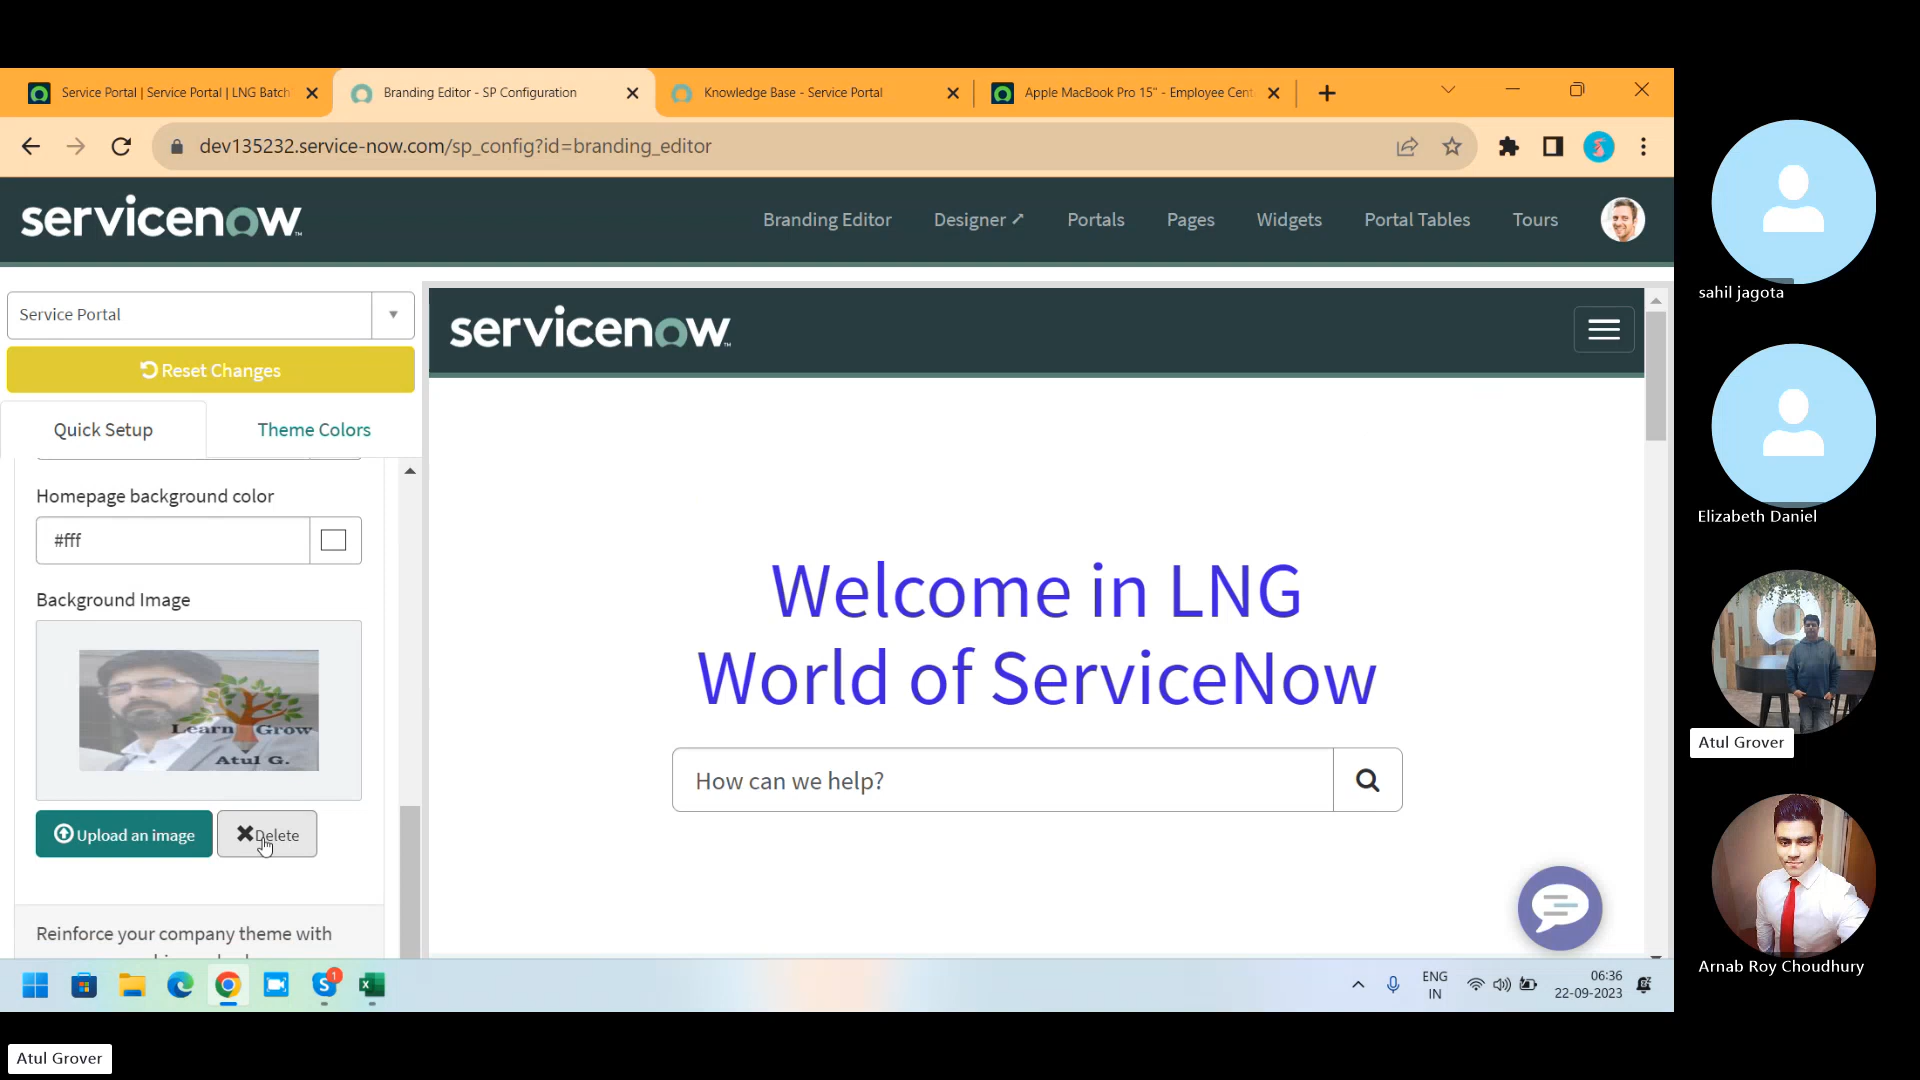 Service Portal | Service Portal | LNG Batch
Branding Editor - SP Configuration
Knowledge Base - Service Portal
Apple MacBook Pro 15" - Employee Cent
dev135232.service-now.com/sp_config?id=branding_editor
servicenow
Branding Editor
Designer
Portals
Pages
Widgets
Portal Tables
Tours
Service Portal
Reset Changes
Quick Setup
Theme Colors
Homepage background color
#fff
Background Image
Learn Grow
Atul G.
Upload an image
Delete
Reinforce your company theme with
servicenow
Welcome in LNG
World of ServiceNow
How can we help?
sahil jagota
Elizabeth Daniel
Atul Grover
Arnab Roy Choudhury
1
ENG
IN
06:36
22-09-2023
Atul Grover